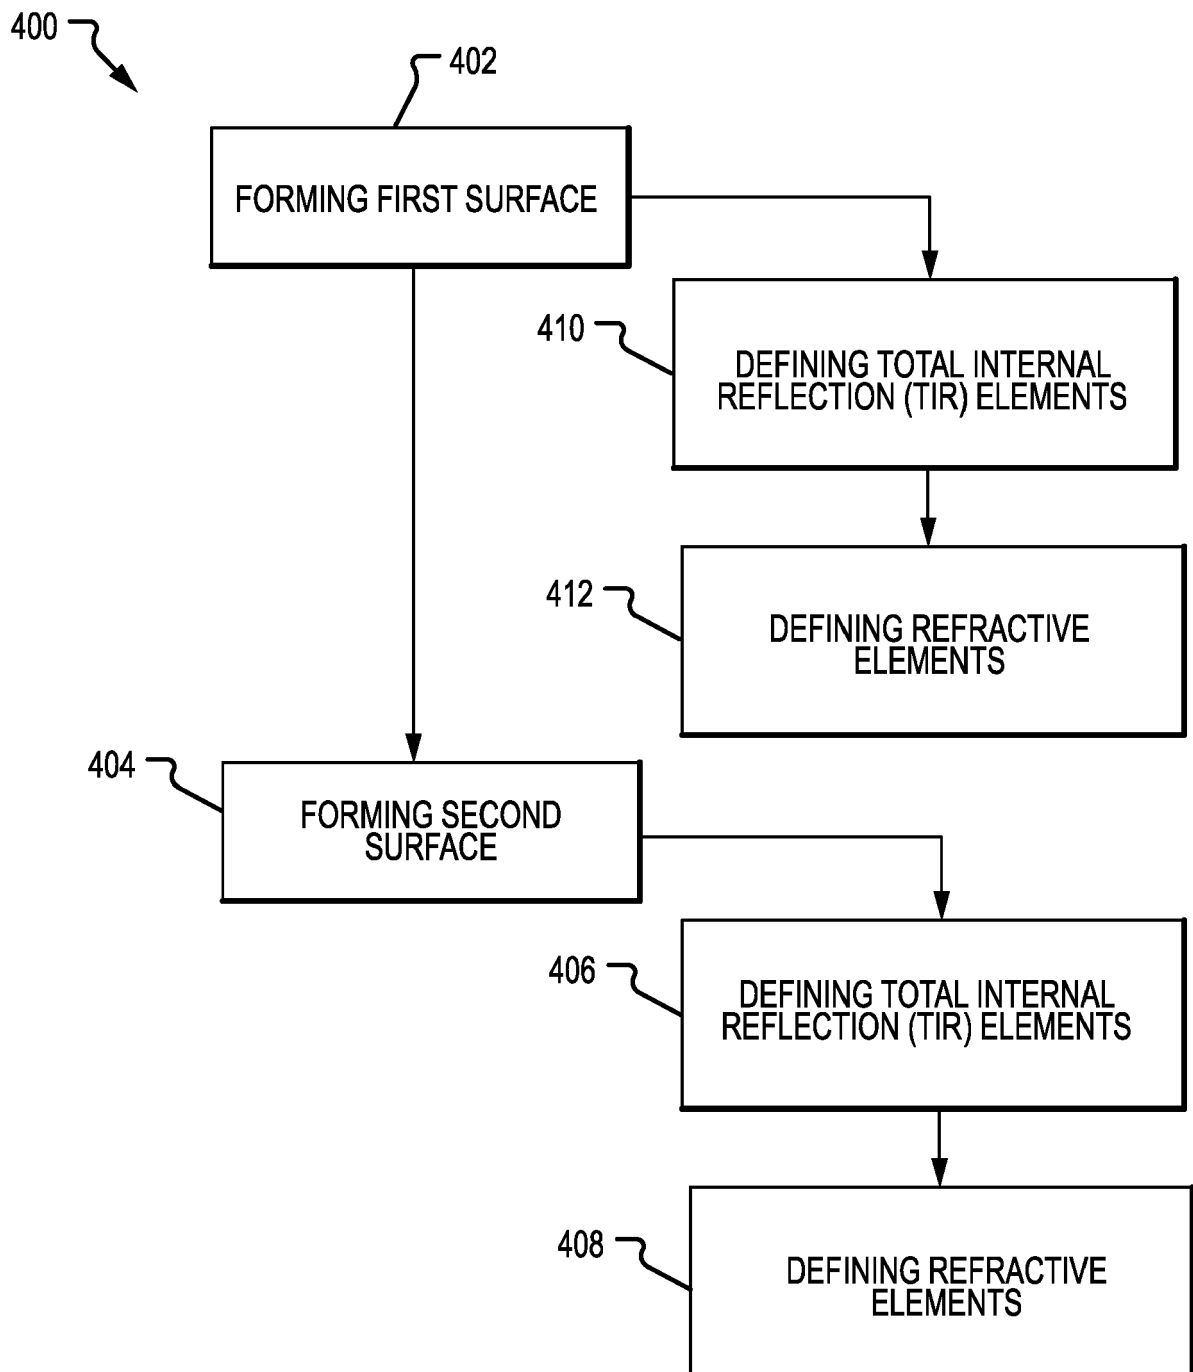 400
402
FORMING FIRST SURFACE
410
DEFINING TOTAL INTERNAL
REFLECTION (TIR) ELEMENTS
412
DEFINING REFRACTIVE
ELEMENTS
404
FORMING SECOND
SURFACE
406
DEFINING TOTAL INTERNAL
REFLECTION (TIR) ELEMENTS
408
DEFINING REFRACTIVE
ELEMENTS